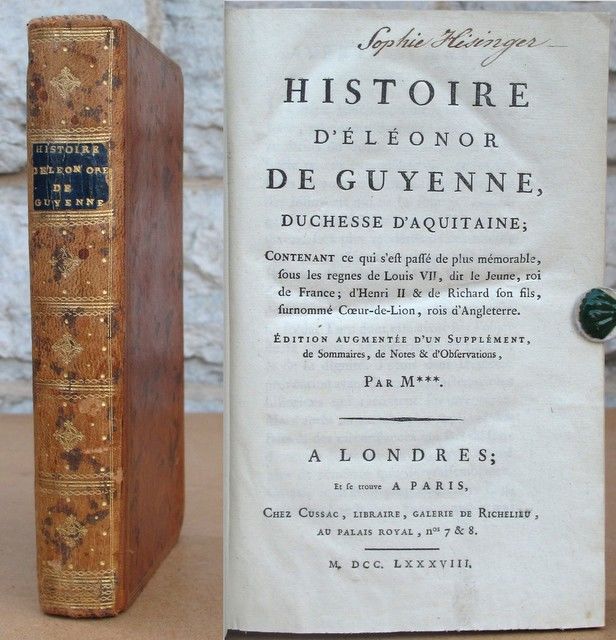 HISTOIRE
DELEONORE
DE
GUYENNE
Sophie Hisinger
HISTOIRE
D'ÉLÉONOR
DE GUYENNE,
DUCHESSE D'AQUITAINE;
CONTENANT ce qui s'eſt paſſé de plus mémorable,
ſous les regnes de Louis VII, dit le Jeune, roi
de France; d'Henri II & de Richard ſon fils,
ſurnommé Cœur-de-Lion, rois d'Angleterre.
ÉDITION AUGMENTÉE D'UN SUPPLÉMENT,
de Sommaires, de Notes & d'Obſervations,
PAR M***.
A LONDRES;
Et ſe trouve A PARIS,
CHEZ CUSSAC, LIBRAIRE, GALERIE DE RICHELIEU,
AU PALAIS ROYAL, nos 7 & 8.
M. DCC. LXXXVIII.